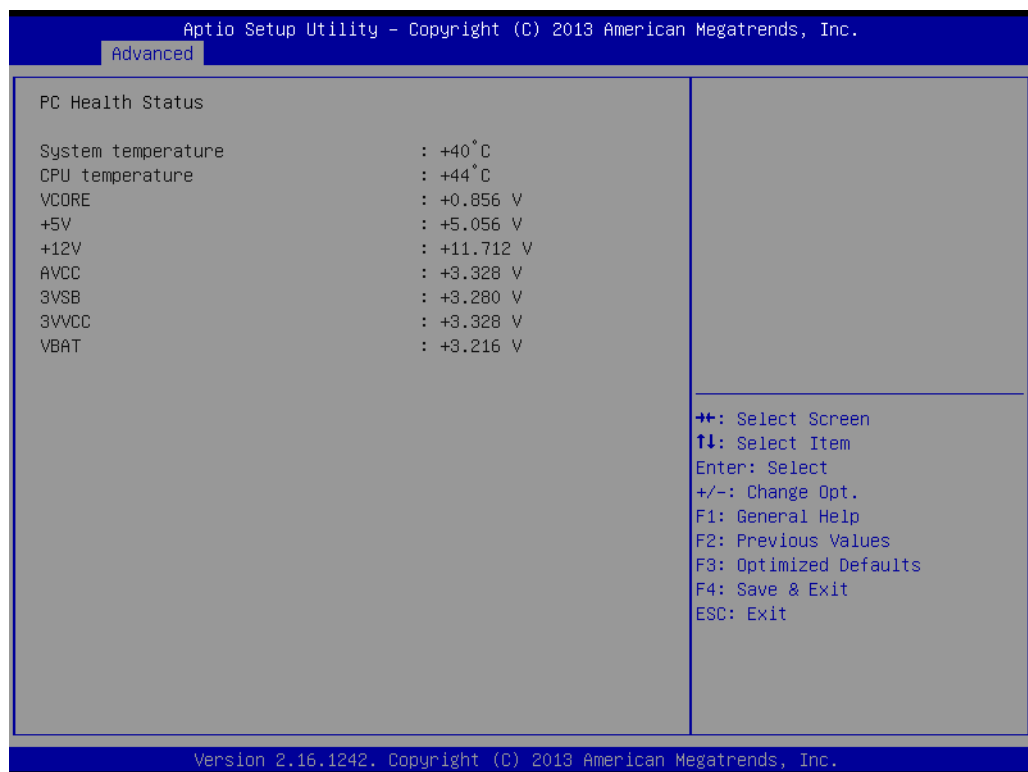 Aptio Setup Utility – Copyright (C) 2013 American Megatrends, Inc.
Advanced
PC Health Status
System temperature : +40°C
CPU temperature : +44°C
VCORE : +0.856 V
+5V : +5.056 V
+12V : +11.712 V
AVCC : +3.328 V
3VSB : +3.280 V
3VVCC : +3.328 V
VBAT : +3.216 V
→←: Select Screen
↑↓: Select Item
Enter: Select
+/-: Change Opt.
F1: General Help
F2: Previous Values
F3: Optimized Defaults
F4: Save & Exit
ESC: Exit
Version 2.16.1242. Copyright (C) 2013 American Megatrends, Inc.